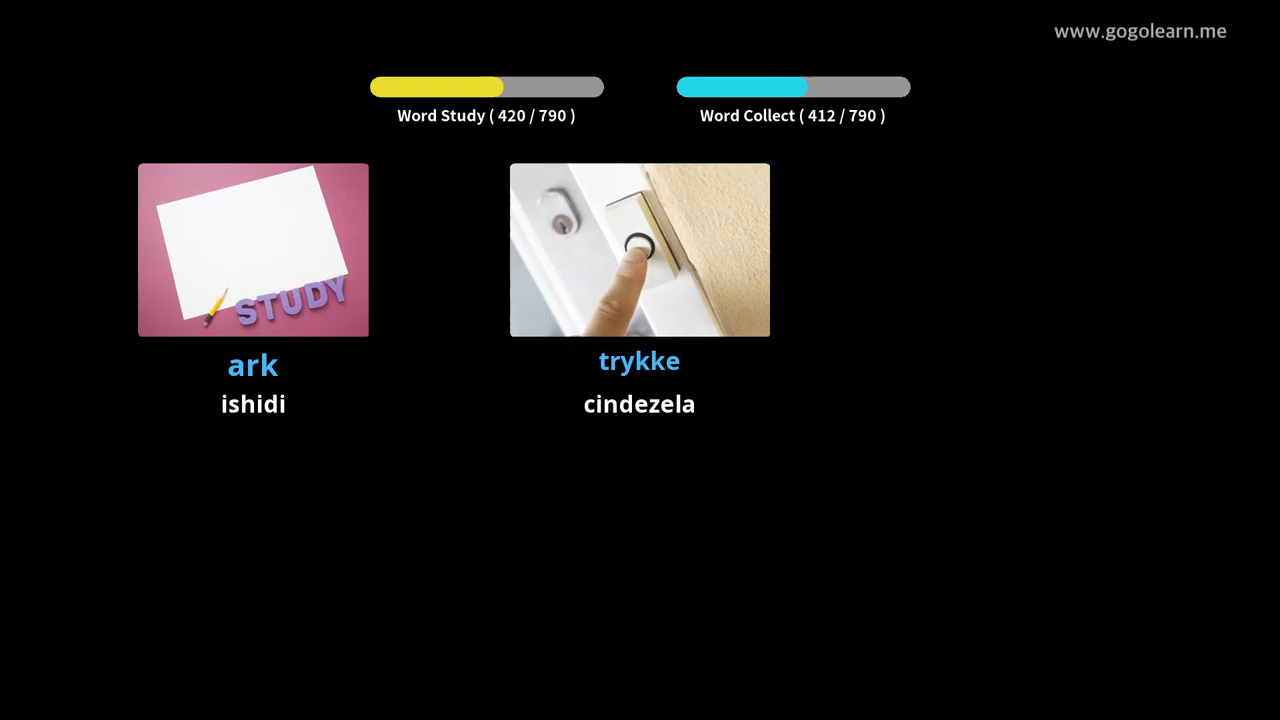 www.gogolearn.me
Word Study ( 420 / 790 )
Word Collect ( 412 / 790 )
STUDY
ark
ishidi
trykke
cindezela